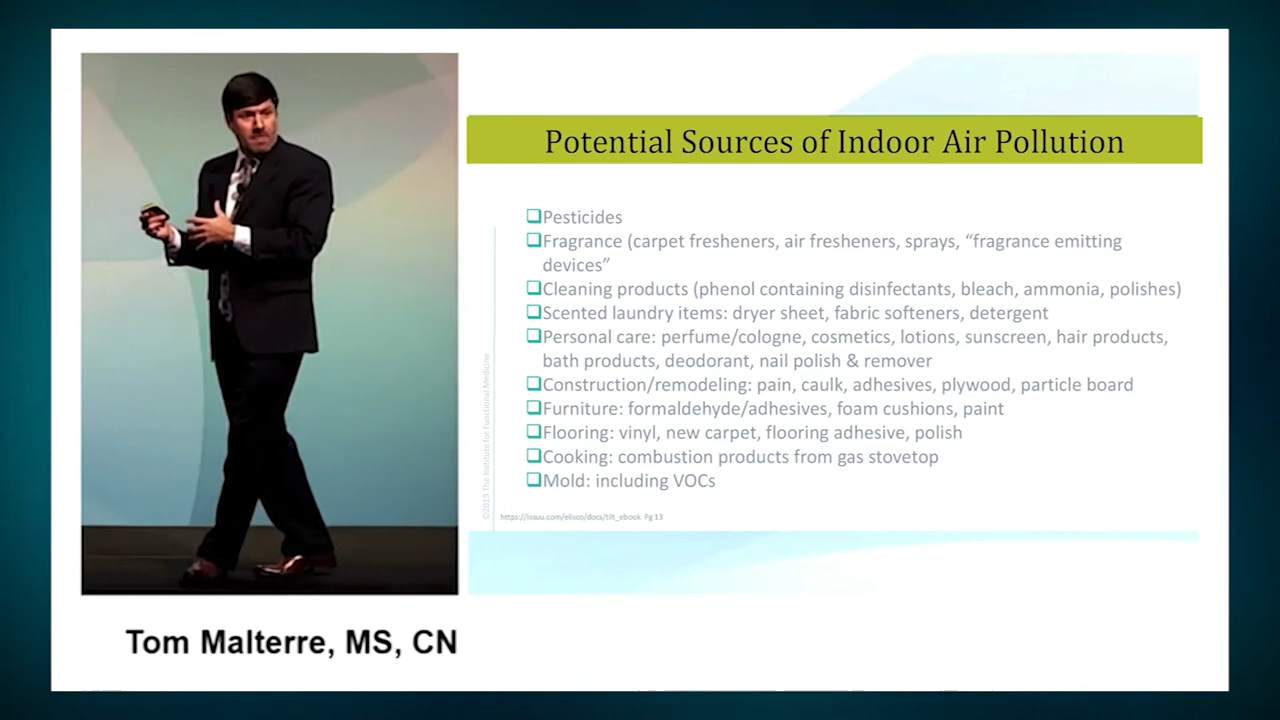 Potential Sources of Indoor Air Pollution
❑Pesticides
❑Fragrance (carpet fresheners, air fresheners, sprays, “fragrance emitting
devices”
❑Cleaning products (phenol containing disinfectants, bleach, ammonia, polishes)
❑Scented laundry items: dryer sheet, fabric softeners, detergent
❑Personal care: perfume/cologne, cosmetics, lotions, sunscreen, hair products,
bath products, deodorant, nail polish & remover
❑Construction/remodeling: pain, caulk, adhesives, plywood, particle board
❑Furniture: formaldehyde/adhesives, foam cushions, paint
❑Flooring: vinyl, new carpet, flooring adhesive, polish
❑Cooking: combustion products from gas stovetop
❑Mold: including VOCs
©2019 The Institute for Functional Medicine
https://issuu.com/elisco/docs/tilt_ebook Pg 13
Tom Malterre, MS, CN